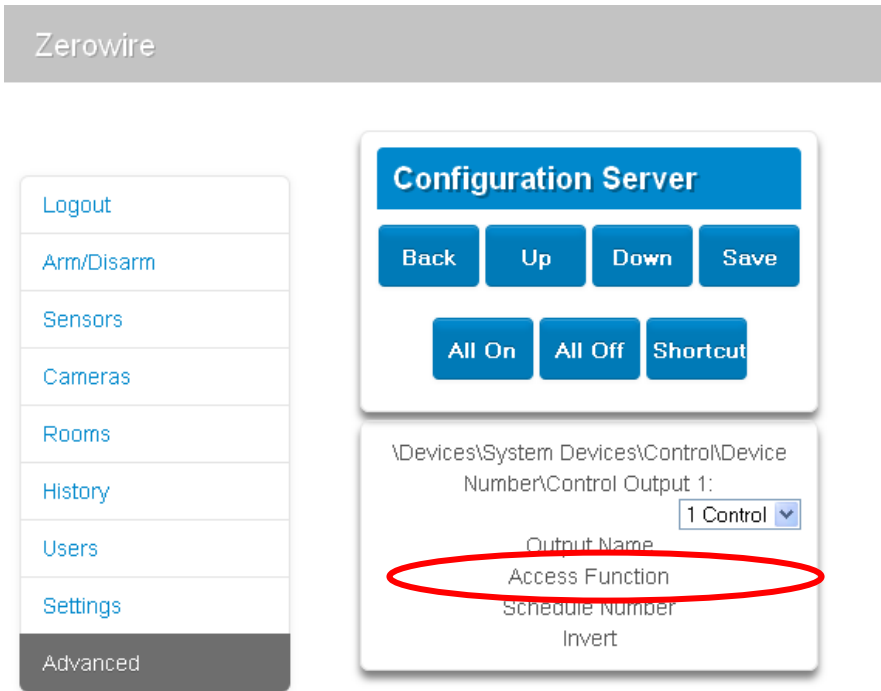 Zerowire
Logout
Arm/Disarm
Sensors
Cameras
Rooms
History
Users
Settings
Advanced
Configuration Server
Back Up Down Save
All On All Off Shortcut
\Devices\System Devices\Control\Device
Number\Control Output 1:
1 Control
Output Name
Access Function
Schedule Number
Invert